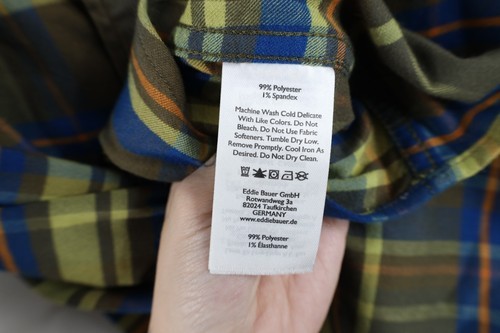 99% Polyester
1% Spandex
Machine Wash Cold Delicate
With Like Colors. Do Not
Bleach. Do Not Use Fabric
Softeners. Tumble Dry Low.
Remove Promptly. Cool Iron As
Desired. Do Not Dry Clean.
Eddie Bauer GmbH
Rotwandweg 3a
82024 Taufkirchen
GERMANY
www.eddiebauer.de
99% Polyester
1% Elasthanne